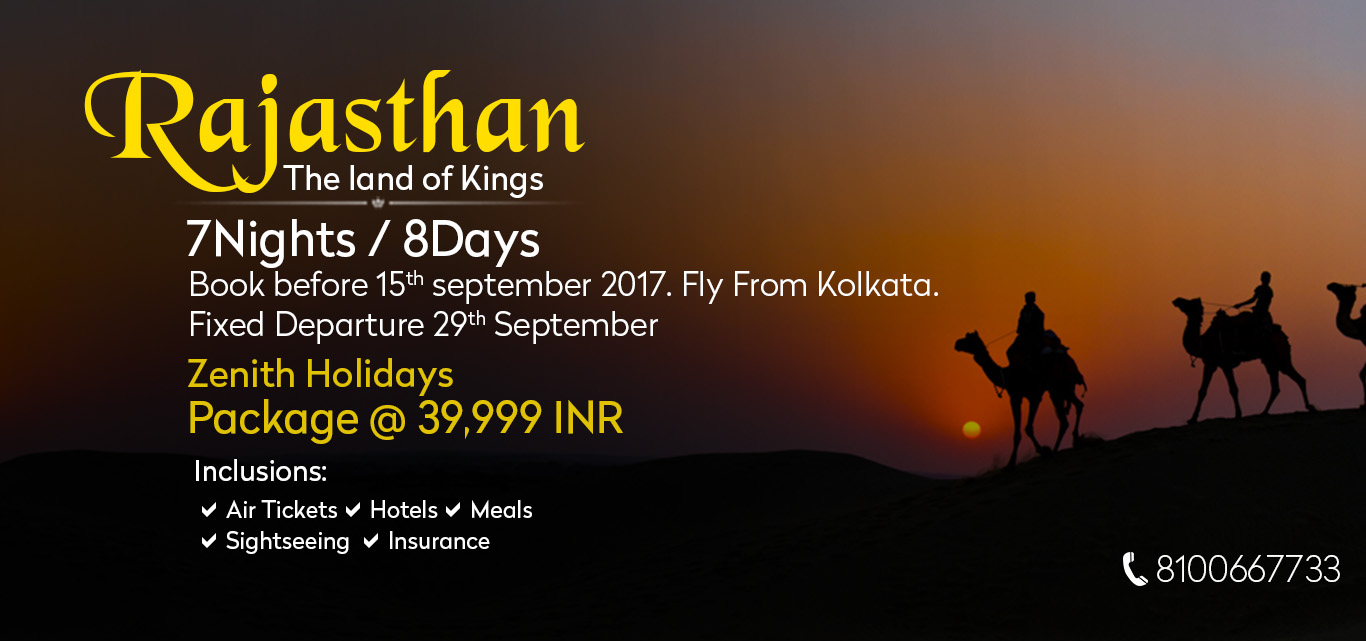 Rajasthan
The land of Kings
7Nights / 8Days
Book before 15th september 2017. Fly From Kolkata.
Fixed Departure 29th September
Zenith Holidays
Package @ 39,999 INR
Inclusions:
✓ Air Tickets ✓ Hotels ✓ Meals
✓ Sightseeing ✓ Insurance
8100667733